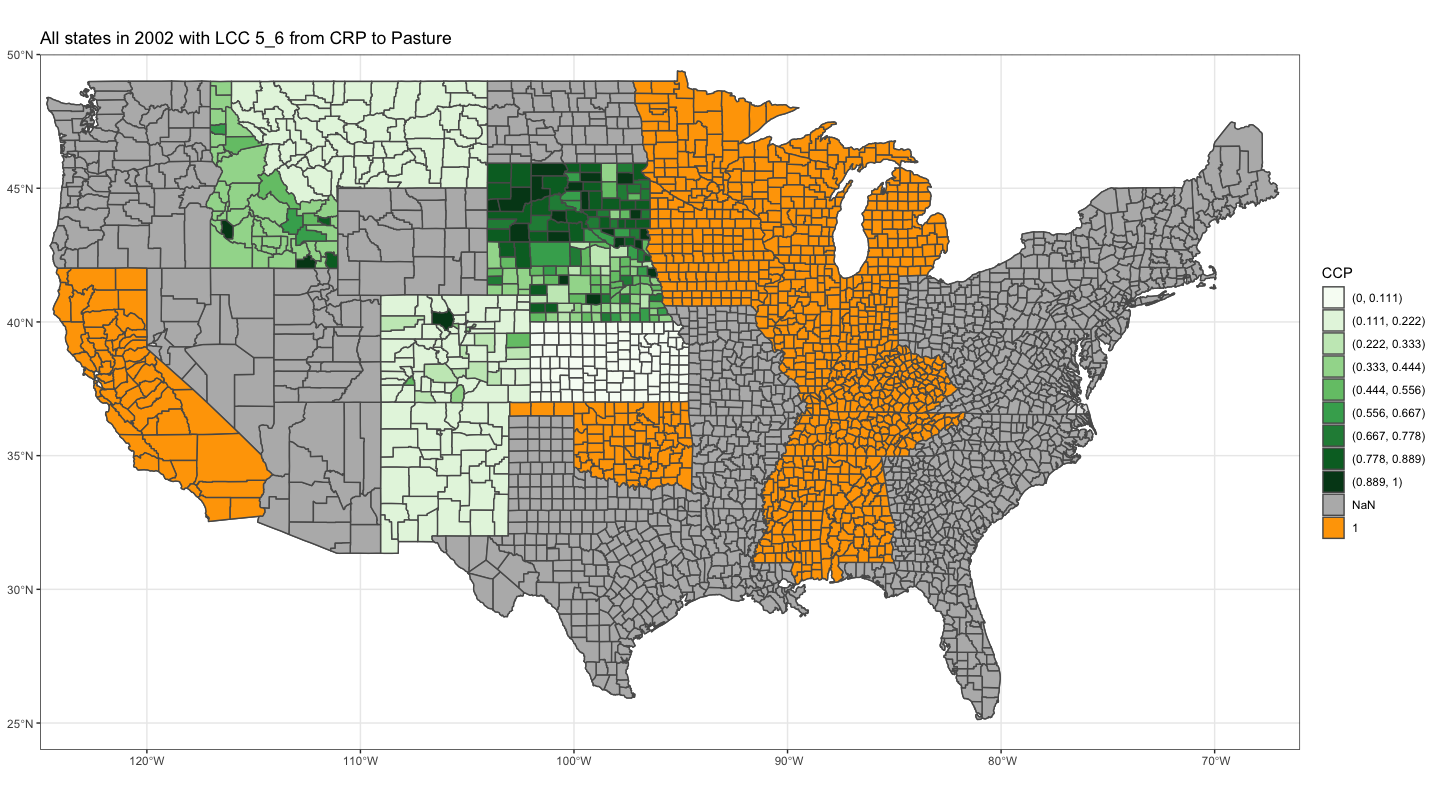 All states in 2002 with LCC 5_6 from CRP to Pasture
50°N
45°N
40°N
35°N
30°N
25°N
120°W
110°W
100°W
90°W
80°W
70°W
CCP
(0, 0.111)
(0.111, 0.222)
(0.222, 0.333)
(0.333, 0.444)
(0.444, 0.556)
(0.556, 0.667)
(0.667, 0.778)
(0.778, 0.889)
(0.889, 1)
NaN
1